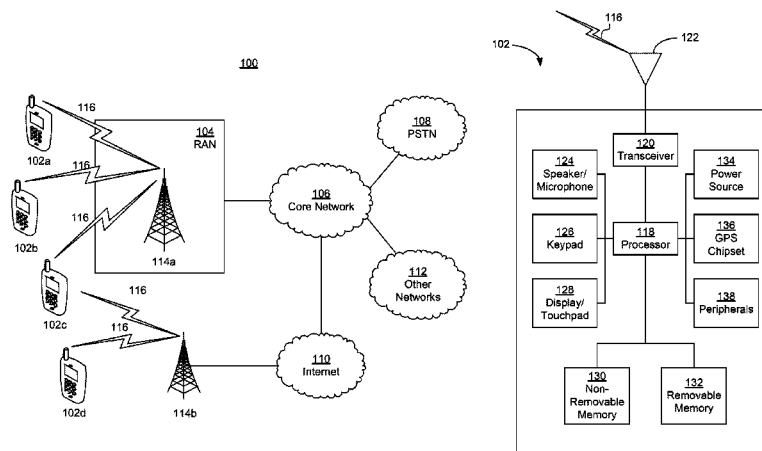 100
116
102a
116
102b
116
102c
116
116
102d
104
RAN
114a
114b
106
Core Network
108
PSTN
112
Other
Networks
110
Internet
102
116
122
120
Transceiver
124
Speaker/
Microphone
126
Keypad
128
Display/
Touchpad
118
Processor
134
Power
Source
136
GPS
Chipset
138
Peripherals
130
Non-
Removable
Memory
132
Removable
Memory